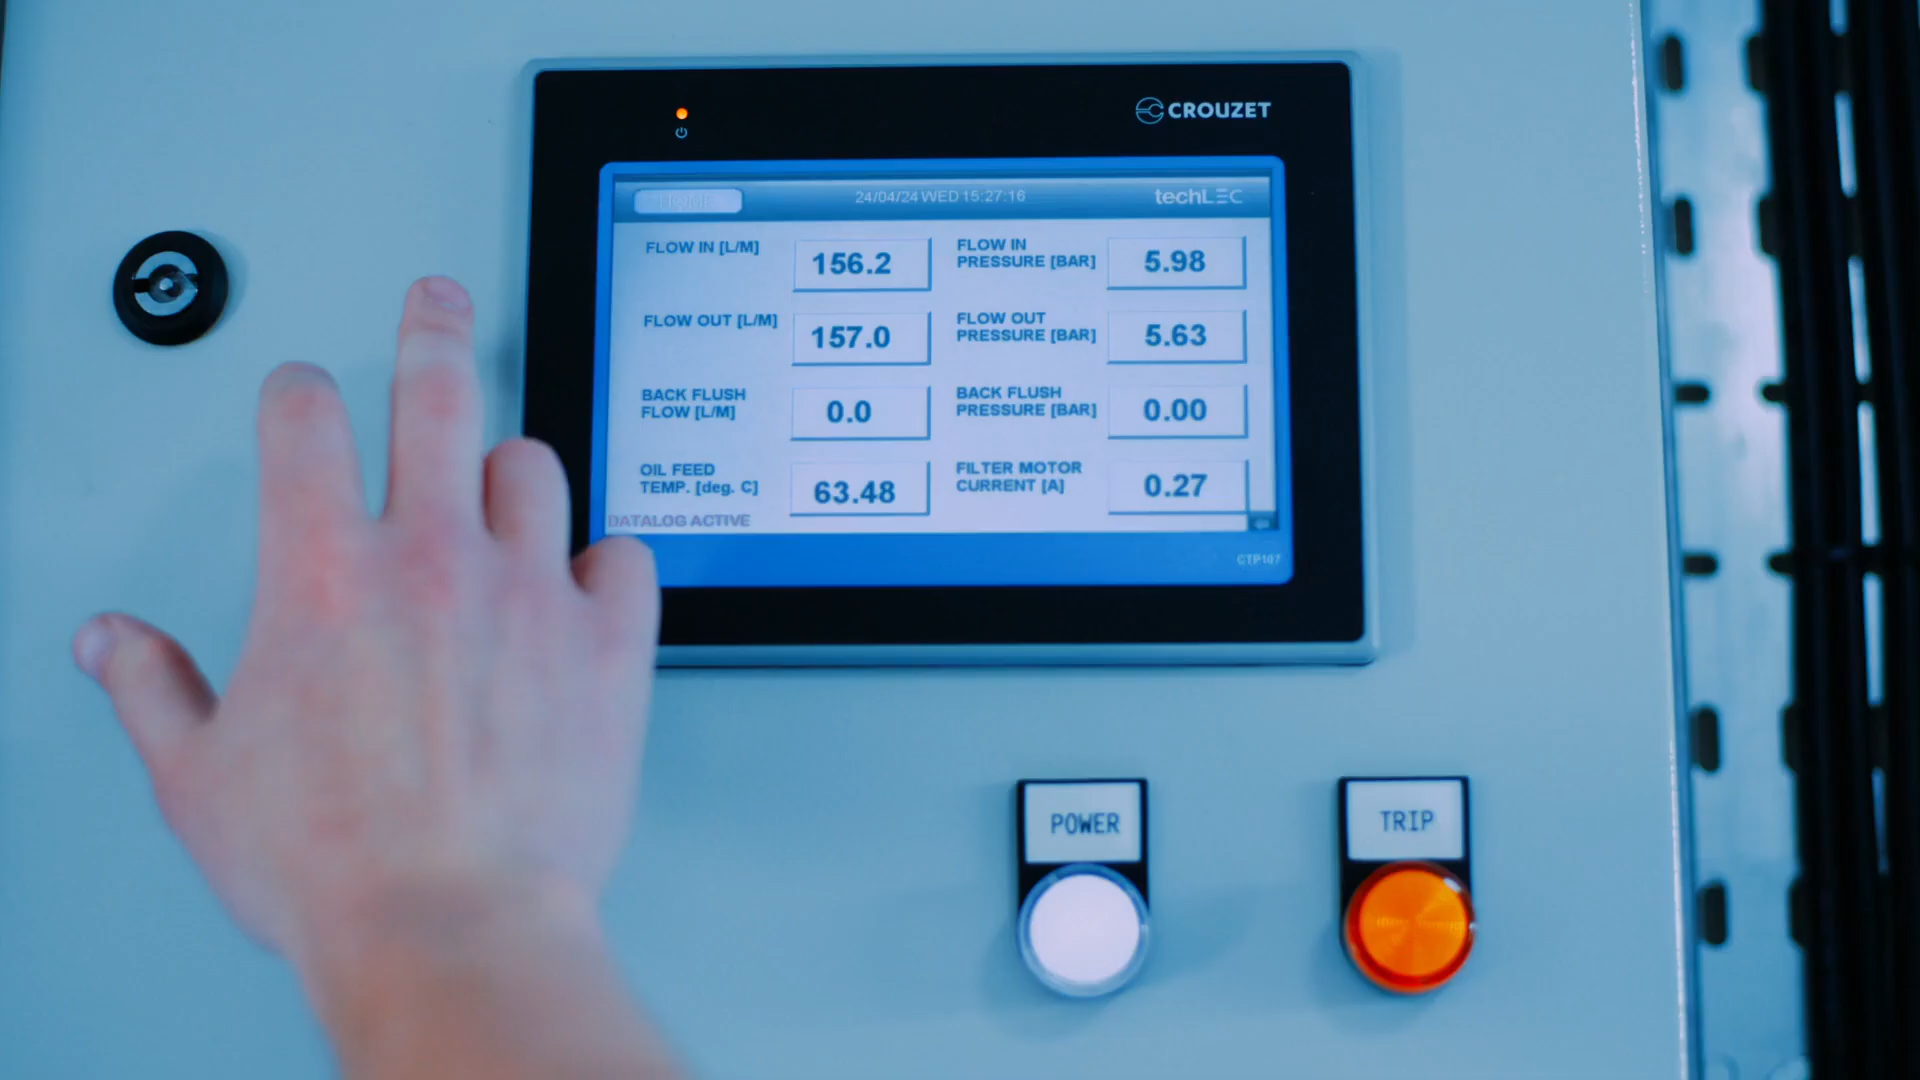 CROUZET
24/04/24 WED 15:27:16
techLEC
FLOW IN [L/M]
156.2
FLOW IN
PRESSURE [BAR]
5.98
FLOW OUT [L/M]
157.0
FLOW OUT
PRESSURE [BAR]
5.63
BACK FLUSH
FLOW [L/M]
0.0
BACK FLUSH
PRESSURE [BAR]
0.00
OIL FEED
TEMP. [deg. C]
63.48
FILTER MOTOR
CURRENT [A]
0.27
DATALOG ACTIVE
CTP107
POWER
TRIP